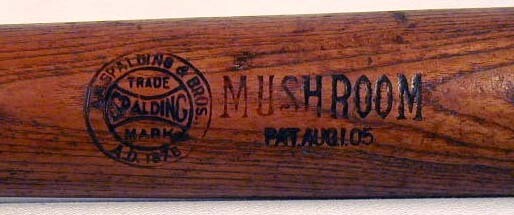 A.G. SPALDING & BROS.
TRADE
SPALDING
MARK
A.D. 1876
MUSHROOM
PAT. AUG. 1. 05